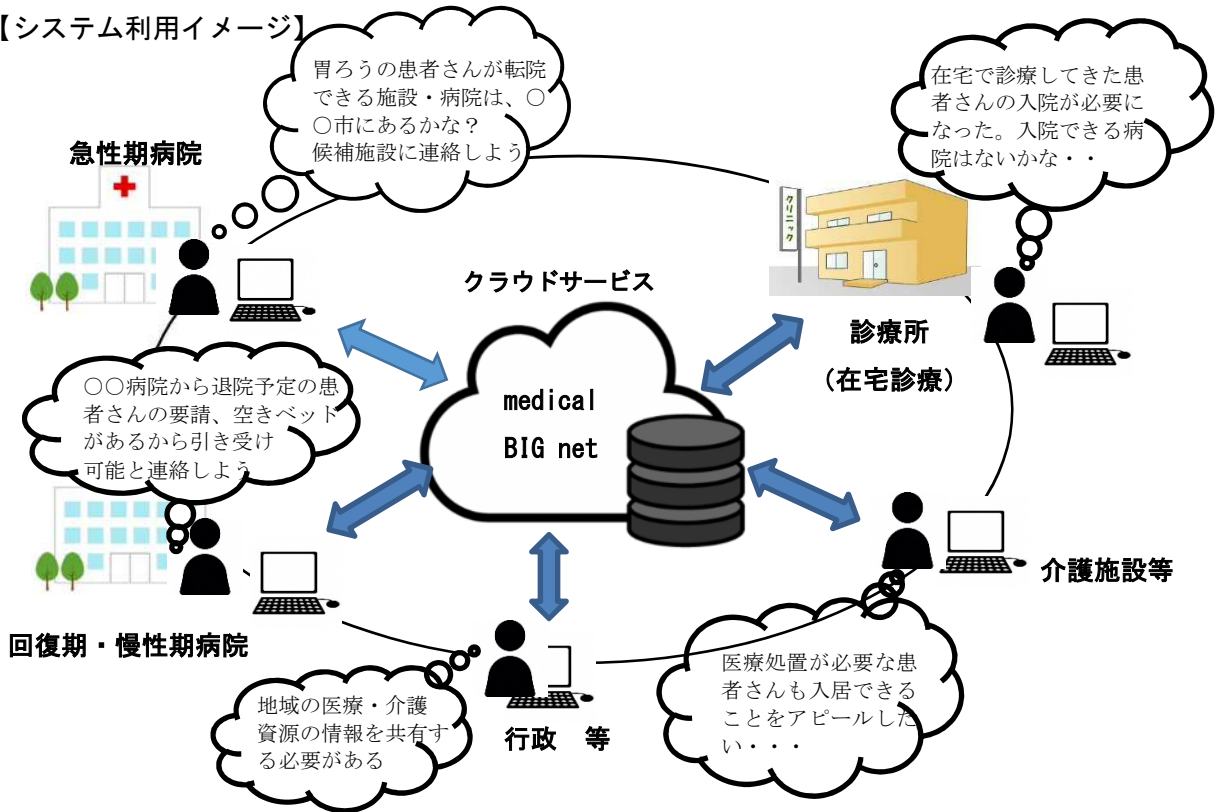 【システム利用イメージ】
胃ろうの患者さんが転院
できる施設・病院は、〇
〇市にあるかな？
候補施設に連絡しよう
急性期病院
在宅で診療してきた患
者さんの入院が必要に
なった。入院できる病
院はないかな・・
クリニック
診療所
（在宅診療）
クラウドサービス
medical
BIG net
〇〇病院から退院予定の患
者さんの要請、空きベッド
があるから引き受け
可能と連絡しよう
回復期・慢性期病院
介護施設等
医療処置が必要な患
者さんも入居できる
ことをアピールした
い・・・
地域の医療・介護
資源の情報を共有す
る必要がある
行政　等